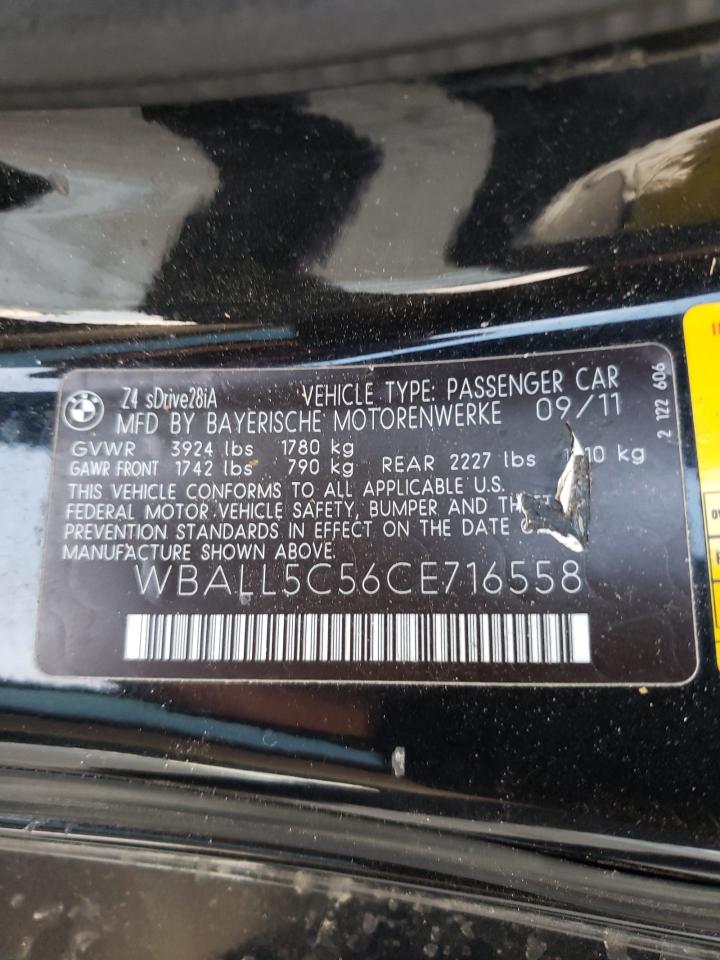 Z4 sDrive28iA VEHICLE TYPE: PASSENGER CAR
MFD BY BAYERISCHE MOTORENWERKE 09/11
GVWR 3924 lbs 1780 kg
GAWR FRONT 1742 lbs 790 kg REAR 2227 lbs 10 kg
THIS VEHICLE CONFORMS TO ALL APPLICABLE U.S.
FEDERAL MOTOR VEHICLE SAFETY, BUMPER AND THEFT
PREVENTION STANDARDS IN EFFECT ON THE DATE
MANUFACTURE SHOWN ABOVE.
WBALL5C56CE716558
2 122 606